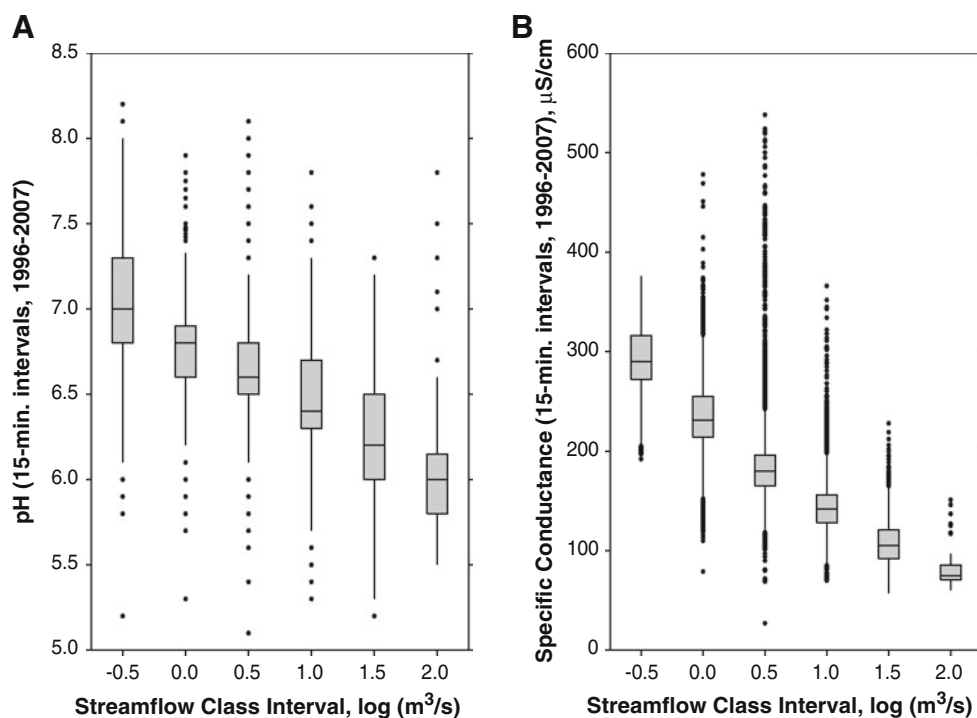 A
pH (15-min. intervals, 1996-2007)
8.5
8.0
7.5
7.0
6.5
6.0
5.5
5.0
-0.5 0.0 0.5 1.0 1.5 2.0
Streamflow Class Interval, log (m³/s)
B
Specific Conductance (15-min. intervals, 1996-2007), μS/cm
600
500
400
300
200
100
0
-0.5 0.0 0.5 1.0 1.5 2.0
Streamflow Class Interval, log (m³/s)